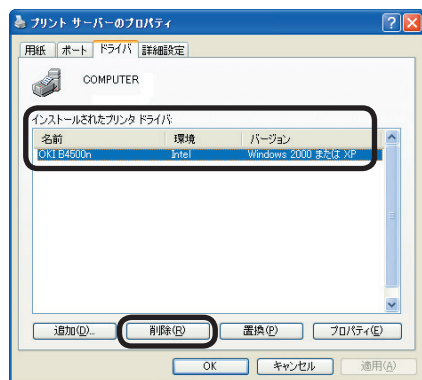 プリント サーバーのプロパティ
用紙 ポート ドライバ 詳細設定
COMPUTER
インストールされたプリンタ ドライバ:
名前 環境 バージョン
OKI B4500n Intel Windows 2000 または XP
追加(D)... 削除(R) 置換(P) プロパティ(E)
OK キャンセル 適用(A)